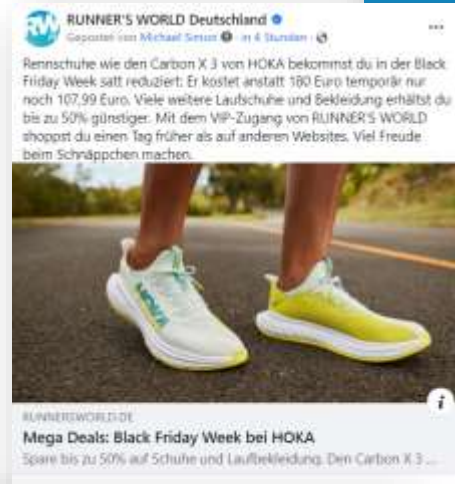 RUNNER'S WORLD Deutschland
Gepostet von Michael Simon · in 4 Stunden ·
Rennschuhe wie den Carbon X 3 von HOKA bekommst du in der Black
Friday Week satt reduziert: Er kostet anstatt 180 Euro temporär nur
noch 107,99 Euro. Viele weitere Laufschuhe und Bekleidung erhältst du
bis zu 50% günstiger. Mit dem VIP-Zugang von RUNNER'S WORLD
shoppst du einen Tag früher als auf anderen Websites. Viel Freude
beim Schnäppchen machen.
HOKA
RUNNERSWORLD.DE
Mega Deals: Black Friday Week bei HOKA
Spare bis zu 50% auf Schuhe und Laufbekleidung. Den Carbon X 3 ...